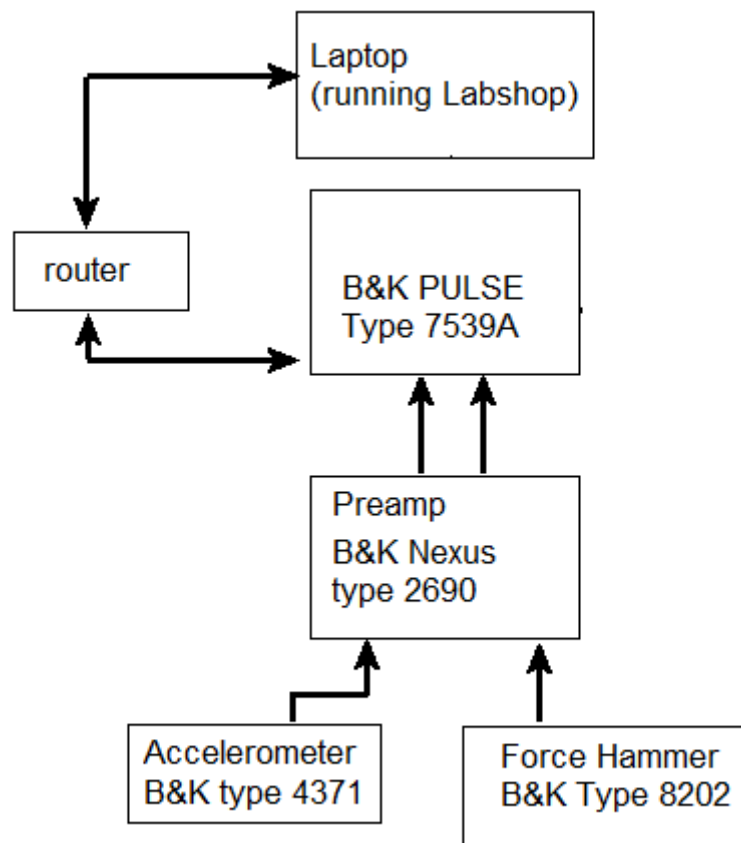 Laptop
(running Labshop)
router
B&K PULSE
Type 7539A
Preamp
B&K Nexus
type 2690
Accelerometer
B&K type 4371
Force Hammer
B&K Type 8202